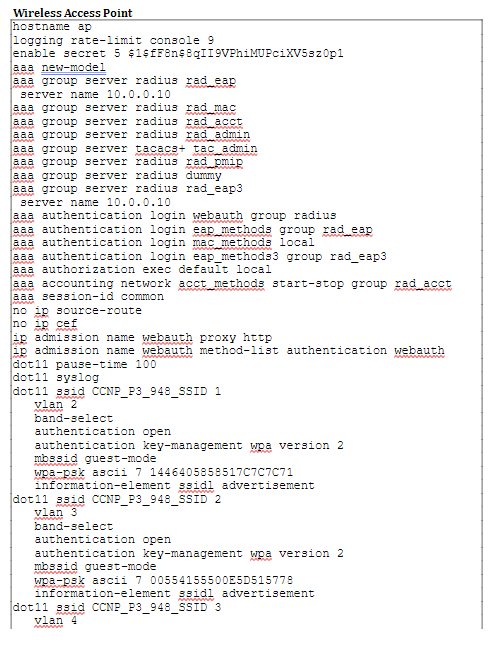 Wireless Access Point
hostname ap
logging rate-limit console 9
enable secret 5 $1$fF8n$8qII9VPhiMUPciXV5sz0p1
aaa new-model
aaa group server radius rad_eap
server name 10.0.0.10
aaa group server radius rad_mac
aaa group server radius rad_acct
aaa group server radius rad_admin
aaa group server tacacs+ tac_admin
aaa group server radius rad_pmip
aaa group server radius dummy
aaa group server radius rad_eap3
server name 10.0.0.10
aaa authentication login webauth group radius
aaa authentication login eap_methods group rad_eap
aaa authentication login mac_methods local
aaa authentication login eap_methods3 group rad_eap3
aaa authorization exec default local
aaa accounting network acct_methods start-stop group rad_acct
aaa session-id common
no ip source-route
no ip cef
ip admission name webauth proxy http
ip admission name webauth method-list authentication webauth
dot11 pause-time 100
dot11 syslog
dot11 ssid CCNP_P3_948_SSID 1
vlan 2
band-select
authentication open
authentication key-management wpa version 2
mbssid guest-mode
wpa-psk ascii 7 1446405858517C7C7C71
information-element ssidl advertisement
dot11 ssid CCNP_P3_948_SSID 2
vlan 3
band-select
authentication open
authentication key-management wpa version 2
mbssid guest-mode
wpa-psk ascii 7 00554155500E5D515778
information-element ssidl advertisement
dot11 ssid CCNP_P3_948_SSID 3
vlan 4